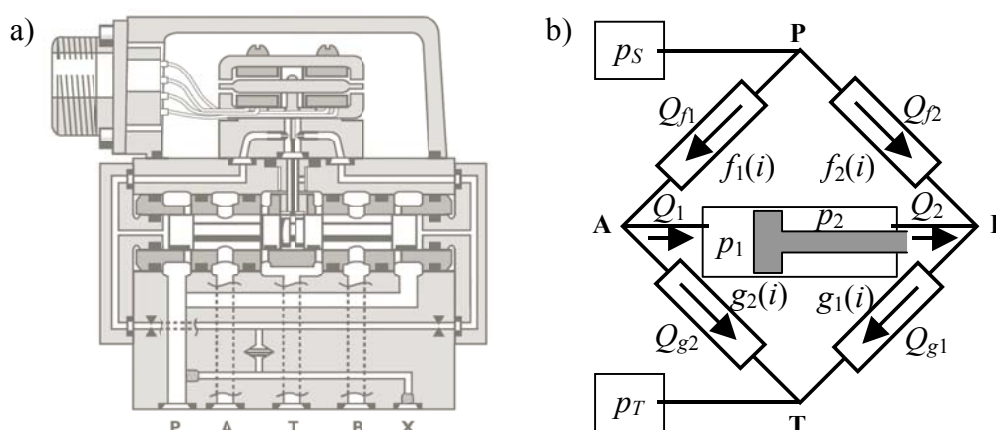 a)
P A T B X
b)
P
pS
Qf1 Qf2
f1(i) f2(i)
A Q1 p2 Q2
p1
g2(i) g1(i)
Qg2 Qg1
pT
T